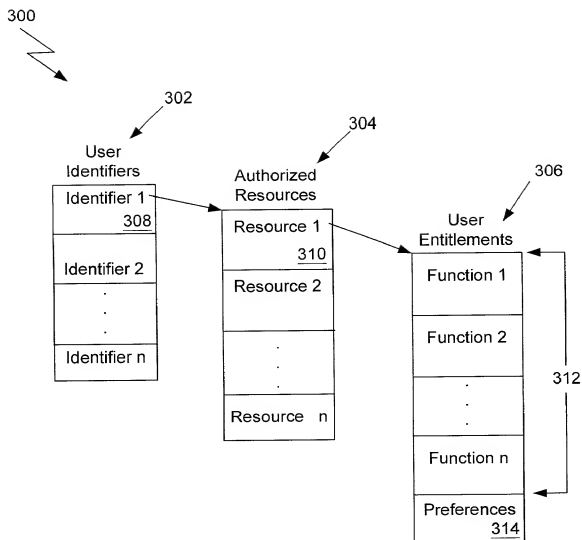 300
302
User
Identifiers
Identifier 1
308
Identifier 2
.
.
.
Identifier n
304
Authorized
Resources
Resource 1
310
Resource 2
.
.
.
Resource n
306
User
Entitlements
Function 1
Function 2
.
.
.
Function n
312
Preferences
314